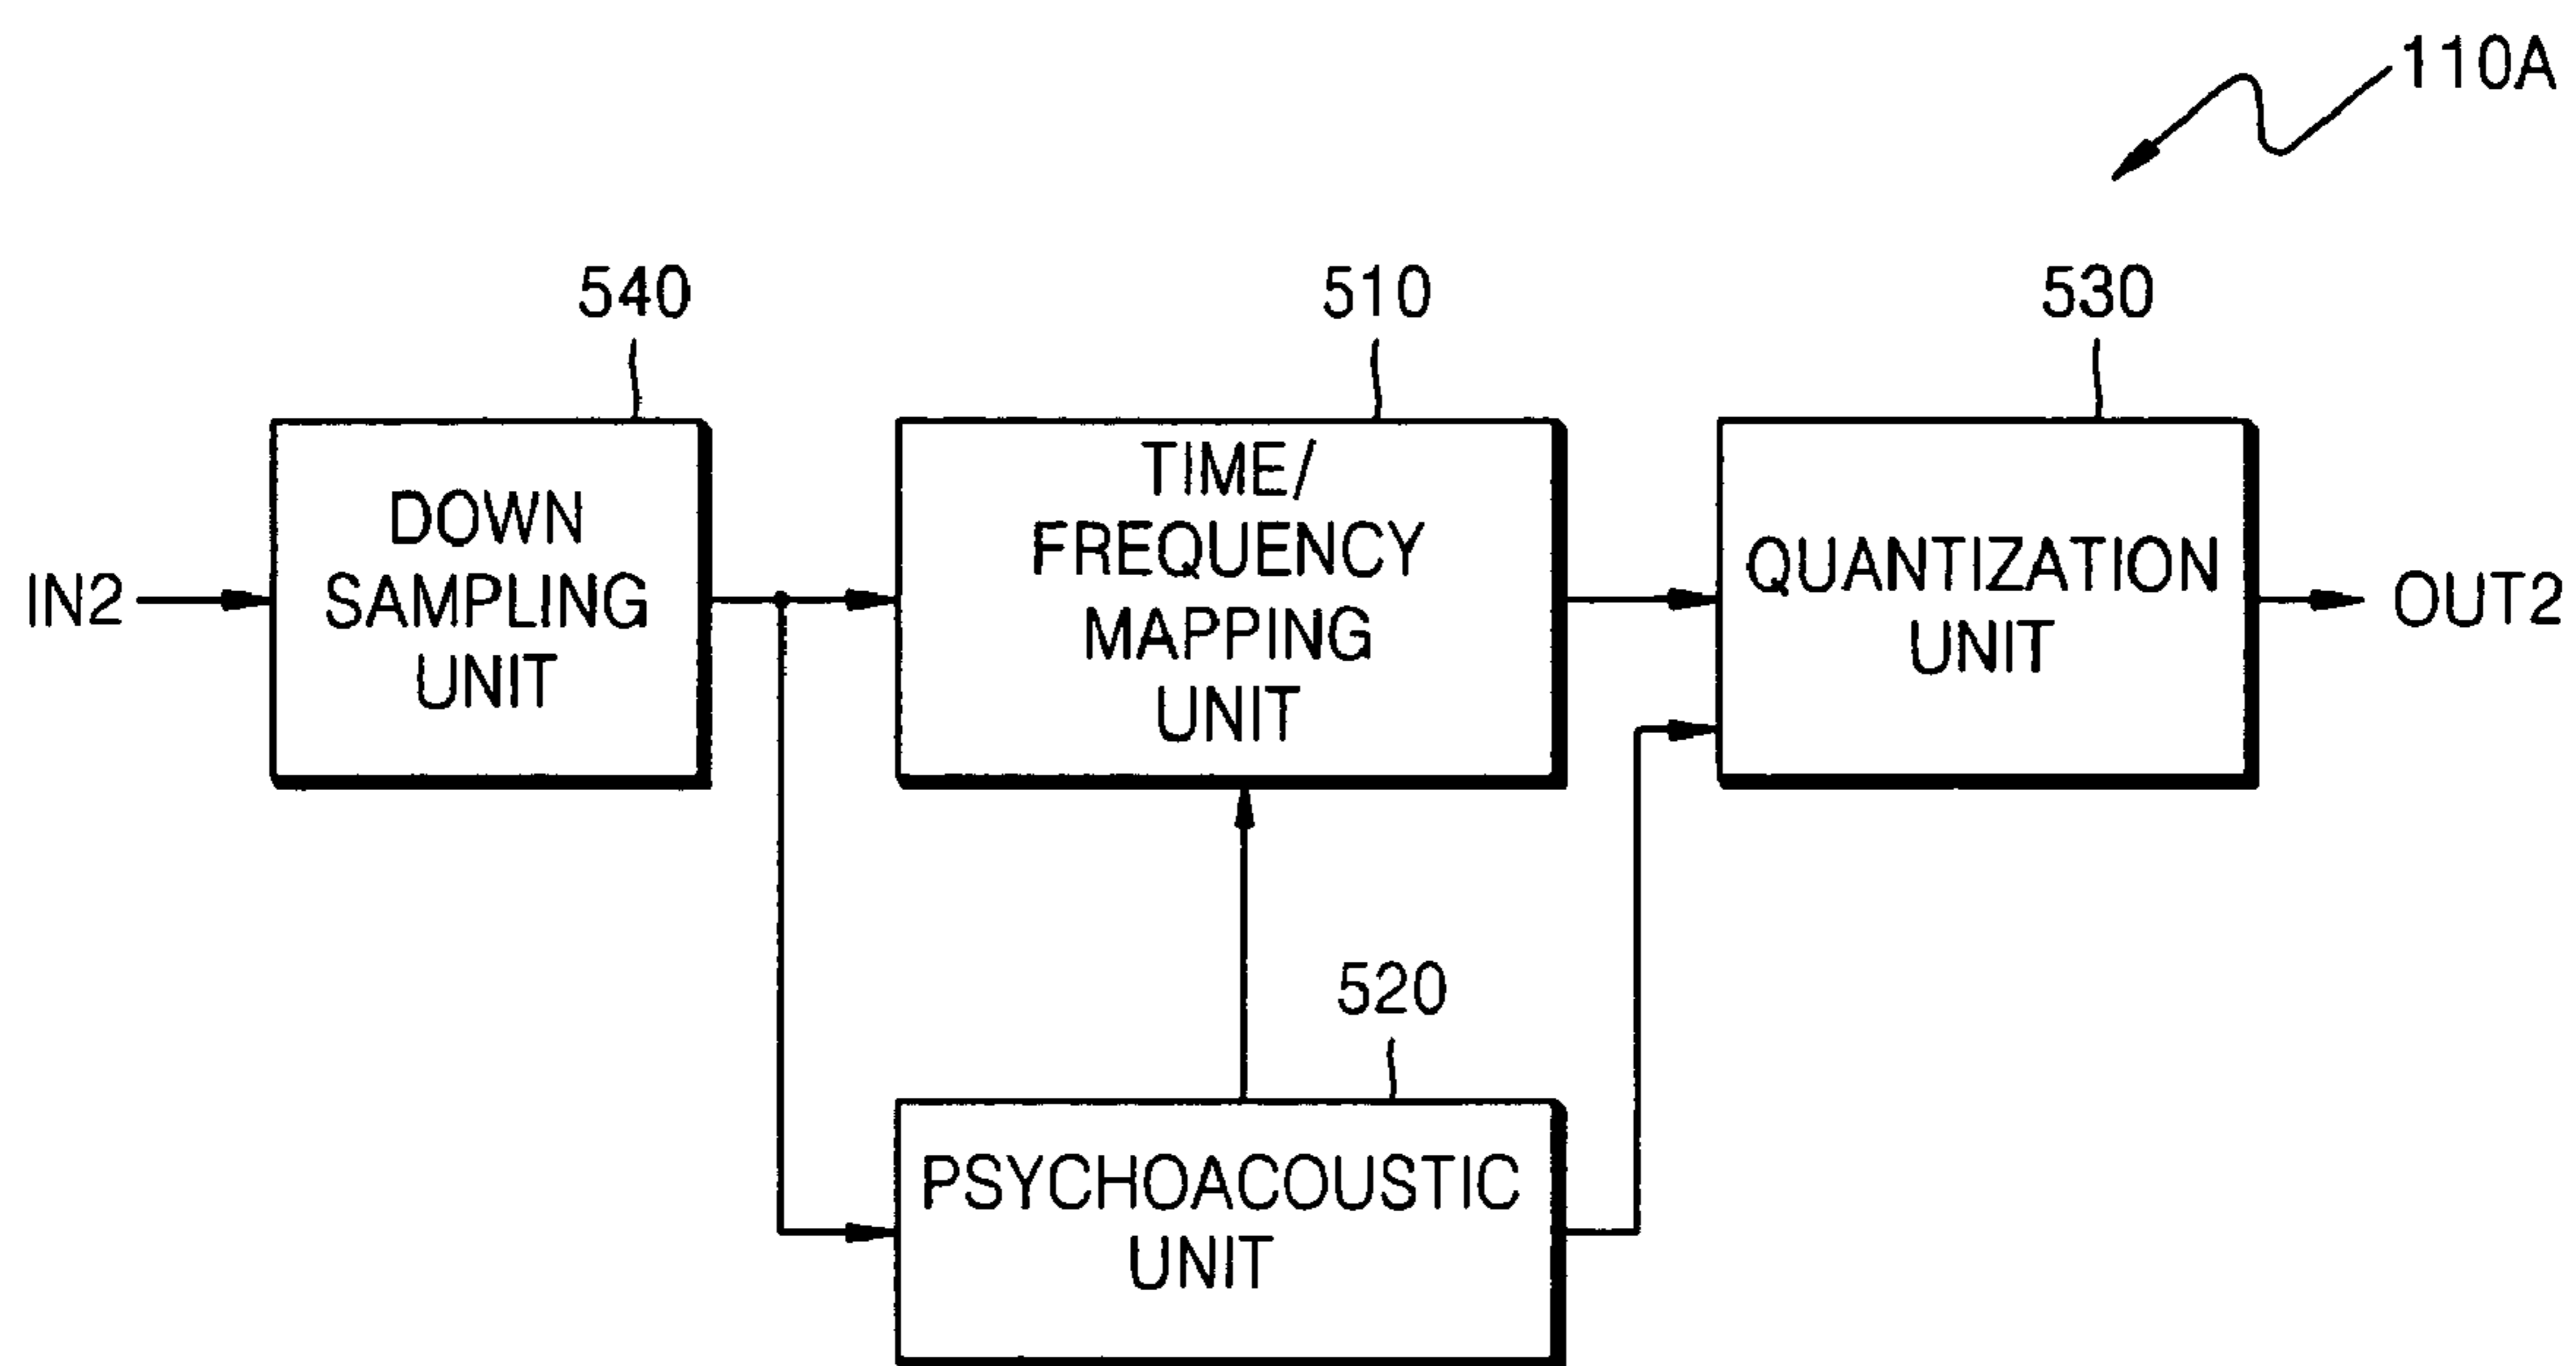 110A
540
510
530
DOWN
SAMPLING
UNIT
TIME/
FREQUENCY
MAPPING
UNIT
QUANTIZATION
UNIT
IN2
OUT2
520
PSYCHOACOUSTIC
UNIT